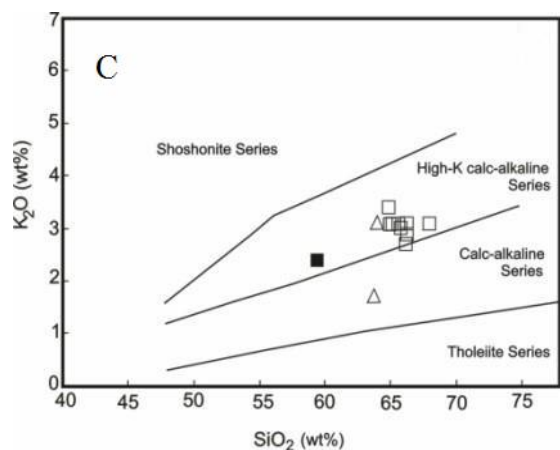 7
6
5
4
3
2
1
0
K₂O (wt%)
C
Shoshonite Series
High-K calc-alkaline
Series
Calc-alkaline
Series
Tholeiite Series
40
45
50
55
60
65
70
75
SiO₂ (wt%)